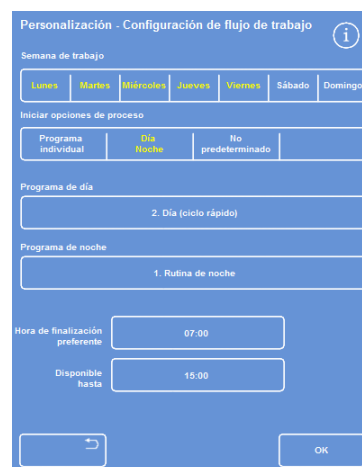 Personalización - Configuración de flujo de trabajo
i
Semana de trabajo
Lunes Martes Miércoles Jueves Viernes Sábado Domingo
Iniciar opciones de proceso
Programa individual
Día Noche
No predeterminado
Programa de día
2. Día (ciclo rápido)
Programa de noche
1. Rutina de noche
Hora de finalización
preferente
07:00
Disponible
hasta
15:00
OK